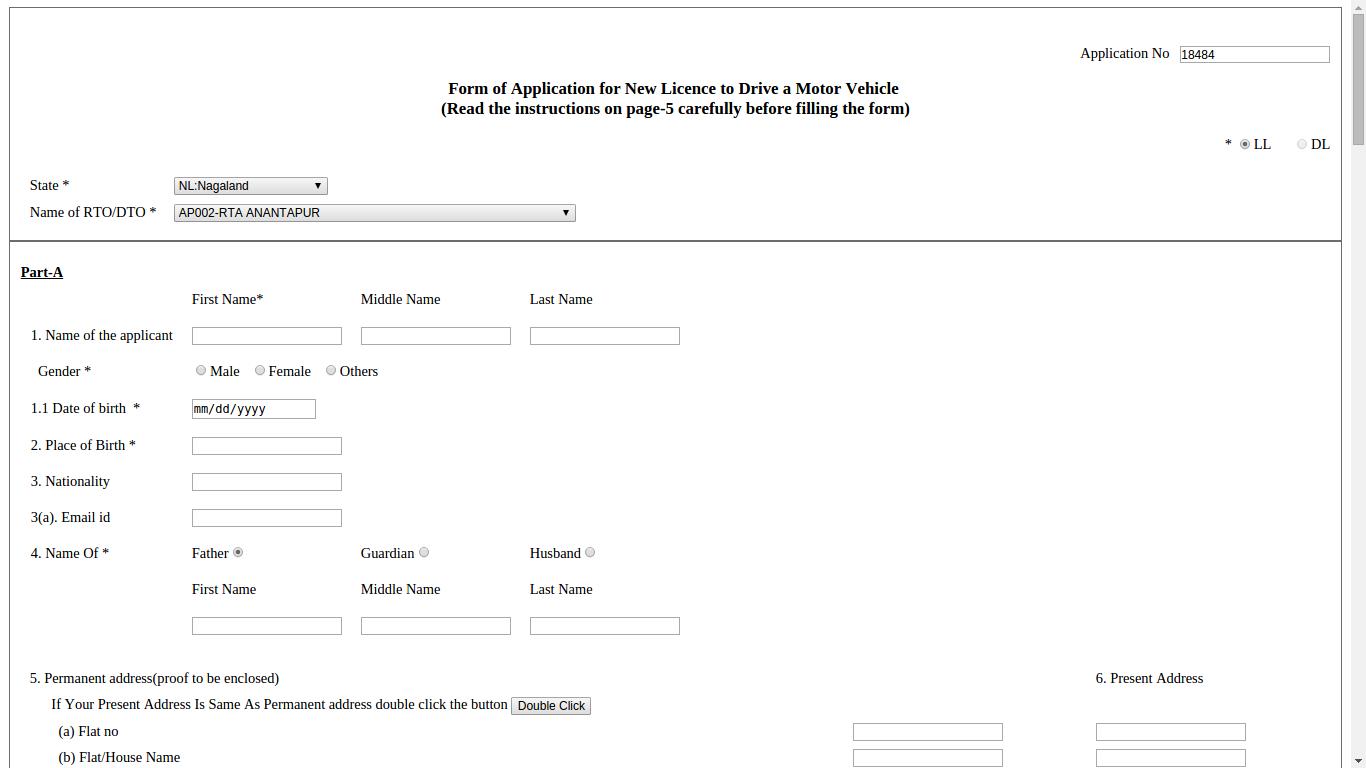 Application No 18484
Form of Application for New Licence to Drive a Motor Vehicle
(Read the instructions on page-5 carefully before filling the form)
* LL DL
State * NL:Nagaland
Name of RTO/DTO * AP002-RTA ANANTAPUR
Part-A
First Name* Middle Name Last Name
1. Name of the applicant
Gender * Male Female Others
1.1 Date of birth * mm/dd/yyyy
2. Place of Birth *
3. Nationality
3(a). Email id
4. Name Of * Father Guardian Husband
First Name Middle Name Last Name
5. Permanent address(proof to be enclosed) 6. Present Address
If Your Present Address Is Same As Permanent address double click the button Double Click
(a) Flat no
(b) Flat/House Name